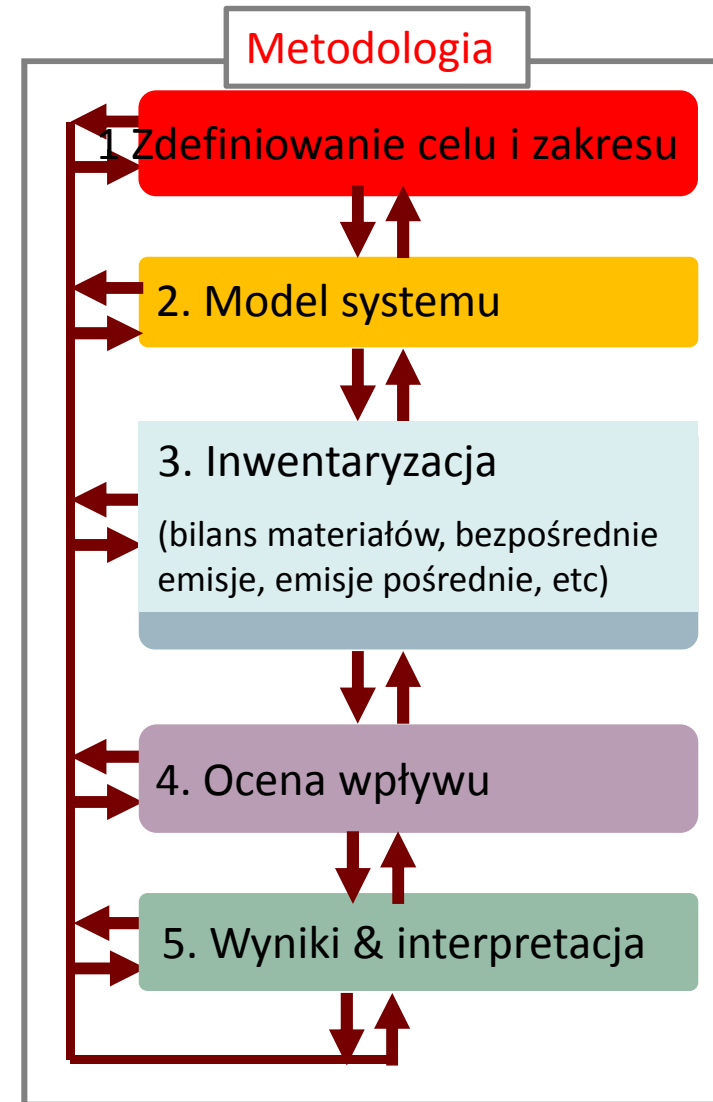 Metodologia
1 Zdefiniowanie celu i zakresu
2. Model systemu
3. Inwentaryzacja
(bilans materiałów, bezpośrednie
emisje, emisje pośrednie, etc)
4. Ocena wpływu
5. Wyniki & interpretacja